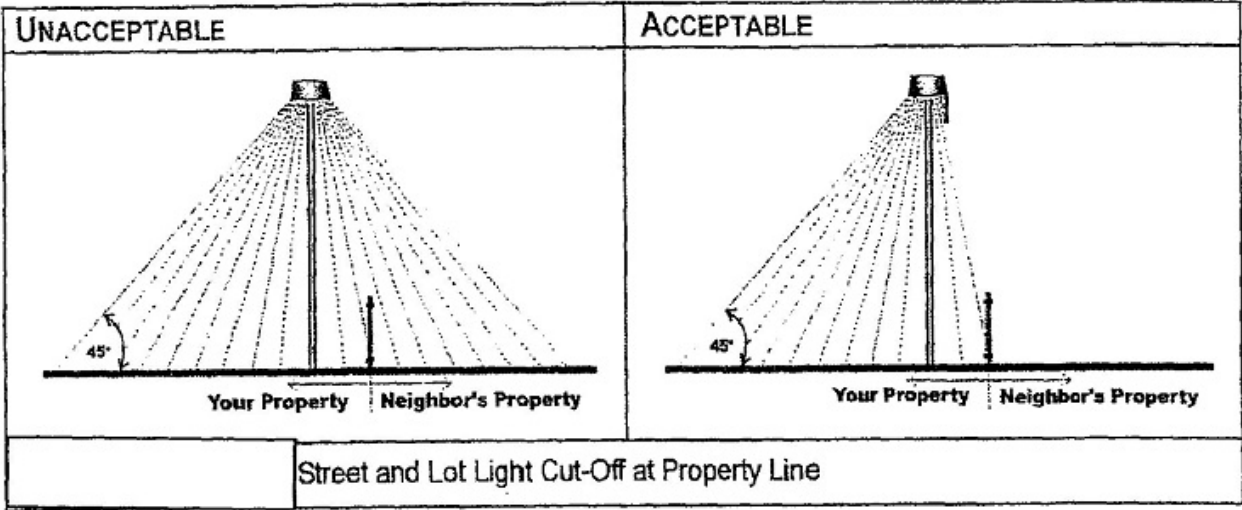 UNACCEPTABLE
ACCEPTABLE
45°
Your Property
Neighbor's Property
45°
Your Property
Neighbor's Property
Street and Lot Light Cut-Off at Property Line